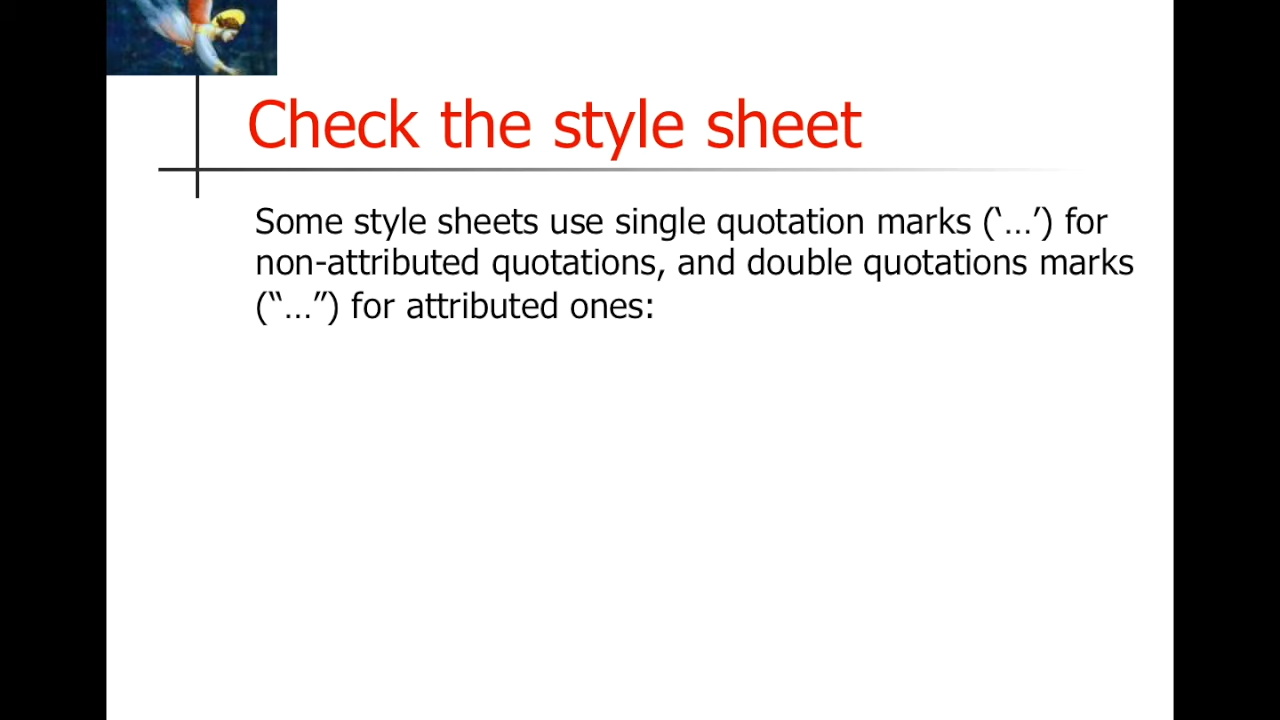 Check the style sheet
Some style sheets use single quotation marks (‘…’) for
non-attributed quotations, and double quotations marks
(“…”) for attributed ones: